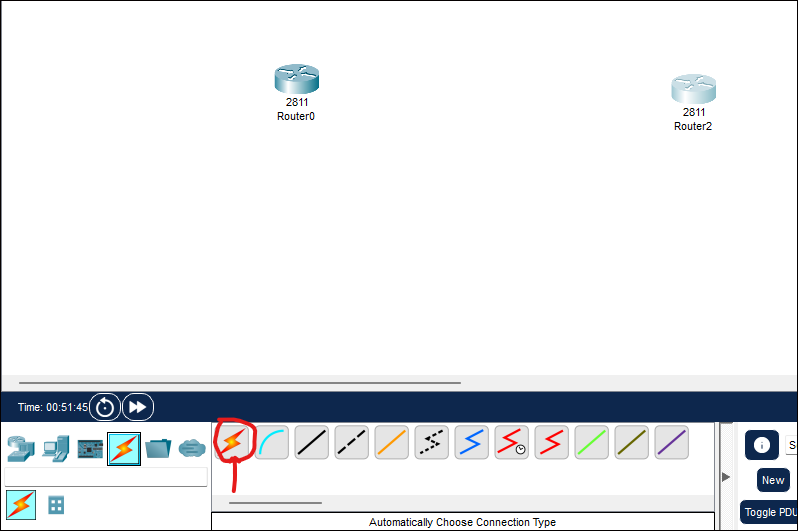 2811
Router0
2811
Router2
Time: 00:51:45
S
New
Toggle PDU
Automatically Choose Connection Type